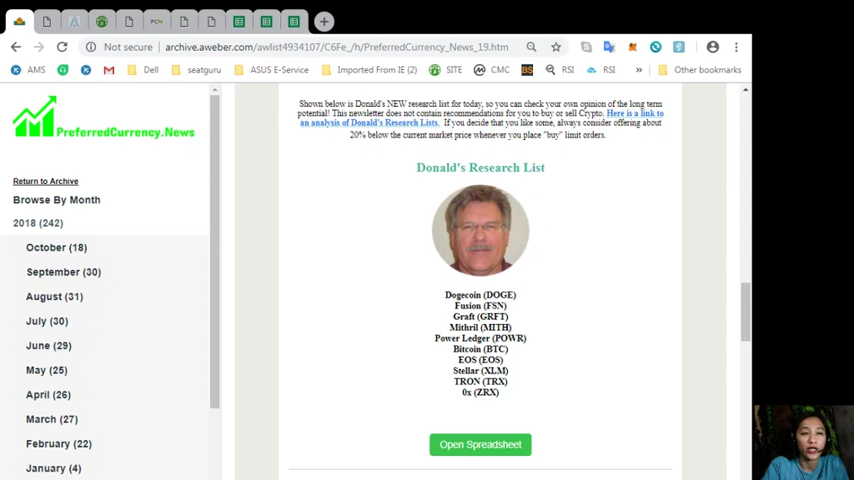 PCN
Not secure | archive.aweber.com/awlist4934107/C6Fe_/h/PreferredCurrency_News_19.htm
AMS
Dell
seatguru
ASUS E-Service
Imported From IE (2)
SITE
CMC
RSI
RSI
»
Other bookmarks
PreferredCurrency.News
Return to Archive
Browse By Month
2018 (242)
October (18)
September (30)
August (31)
July (30)
June (29)
May (25)
April (26)
March (27)
February (22)
January (4)
Shown below is Donald's NEW research list for today, so you can check your own opinion of the long term
potential! This newsletter does not contain recommendations for you to buy or sell Crypto. Here is a link to
an analysis of Donald's Research Lists. If you decide that you like some, always consider offering about
20% below the current market price whenever you place "buy" limit orders.
Donald's Research List
Dogecoin (DOGE)
Fusion (FSN)
Graft (GRFT)
Mithril (MITH)
Power Ledger (POWR)
Bitcoin (BTC)
EOS (EOS)
Stellar (XLM)
TRON (TRX)
0x (ZRX)
Open Spreadsheet